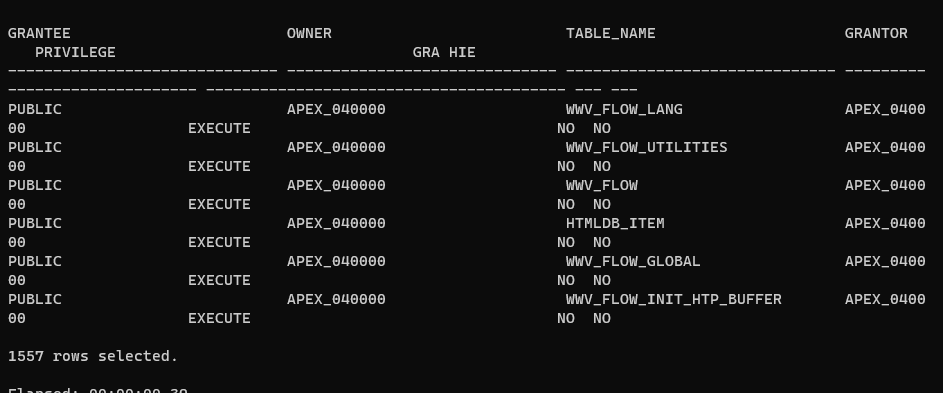 GRANTEE OWNER TABLE_NAME GRANTOR
PRIVILEGE GRA HIE
------------------------------ ------------------------------ ------------------------------ ---------
--------------------- ---------------------------------------- --- ---
PUBLIC APEX_040000 WWV_FLOW_LANG APEX_0400
00 EXECUTE NO NO
PUBLIC APEX_040000 WWV_FLOW_UTILITIES APEX_0400
00 EXECUTE NO NO
PUBLIC APEX_040000 WWV_FLOW APEX_0400
00 EXECUTE NO NO
PUBLIC APEX_040000 HTMLDB_ITEM APEX_0400
00 EXECUTE NO NO
PUBLIC APEX_040000 WWV_FLOW_GLOBAL APEX_0400
00 EXECUTE NO NO
PUBLIC APEX_040000 WWV_FLOW_INIT_HTP_BUFFER APEX_0400
00 EXECUTE NO NO
1557 rows selected.
Elapsed: